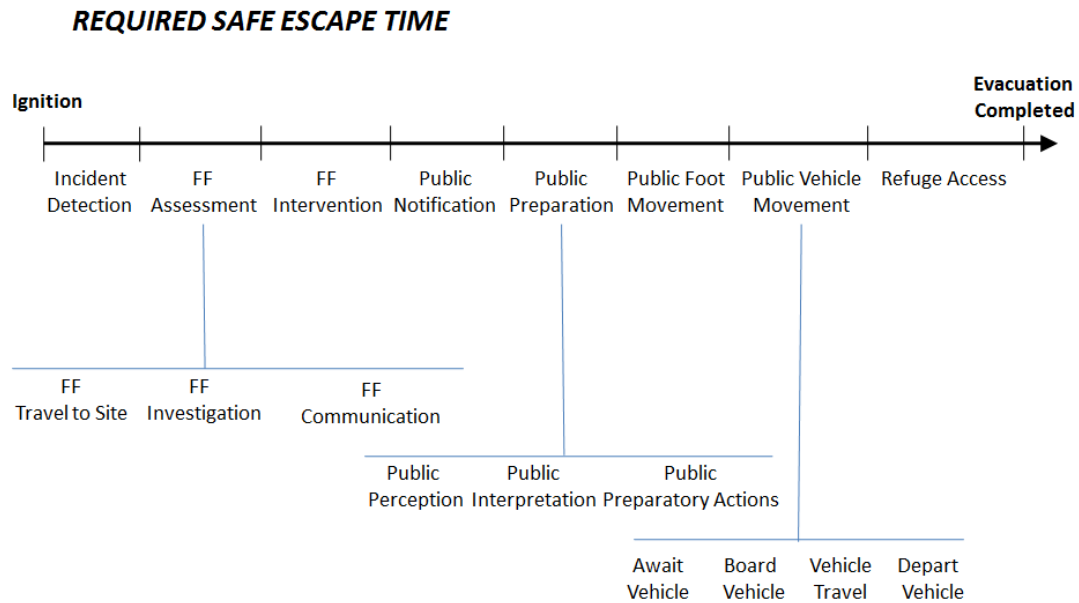 REQUIRED SAFE ESCAPE TIME
Ignition
Evacuation
Completed
Incident
Detection
FF
Assessment
FF
Intervention
Public
Notification
Public
Preparation
Public Foot
Movement
Public Vehicle
Movement
Refuge Access
FF
Travel to Site
FF
Investigation
FF
Communication
Public
Perception
Public
Interpretation
Public
Preparatory Actions
Await
Vehicle
Board
Vehicle
Vehicle
Travel
Depart
Vehicle